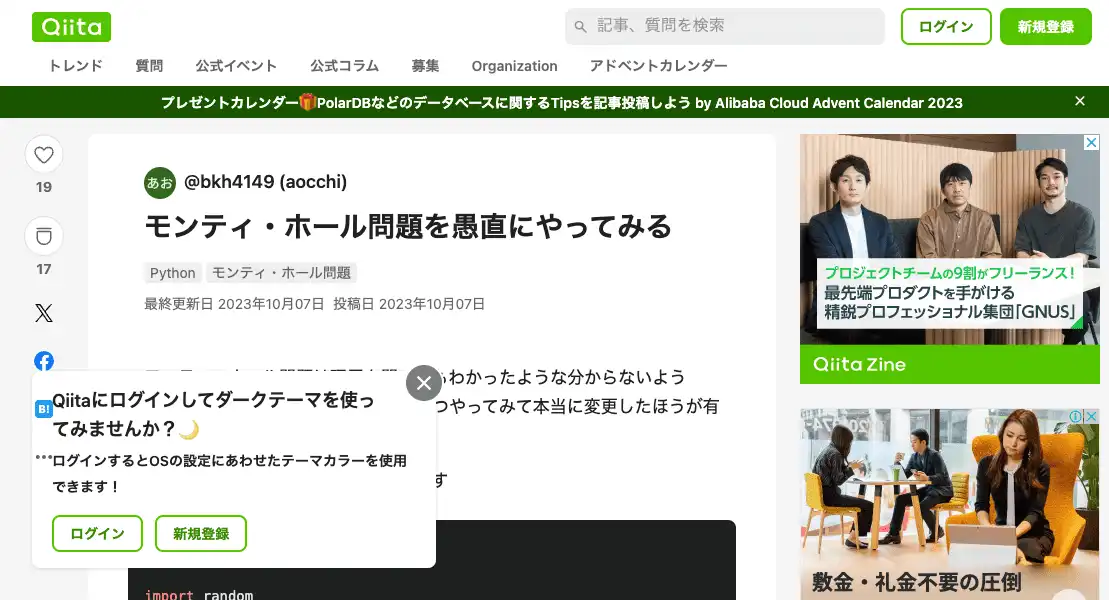 Qiita
記事、質問を検索
ログイン
新規登録
トレンド 質問 公式イベント 公式コラム 募集 Organization アドベントカレンダー
プレゼントカレンダー🎁PolarDBなどのデータベースに関するTipsを記事投稿しよう by Alibaba Cloud Advent Calendar 2023
19
17
あお @bkh4149 (aocchi)
モンティ・ホール問題を愚直にやってみる
Python モンティ・ホール問題
最終更新日 2023年10月07日 投稿日 2023年10月07日
わかったような分からないよう
つやってみて本当に変更したほうが有
す
import random
B!
Qiitaにログインしてダークテーマを使っ
てみませんか？🌙
ログインするとOSの設定にあわせたテーマカラーを使用
できます！
ログイン 新規登録
プロジェクトチームの9割がフリーランス！
最先端プロダクトを手がける
精鋭プロフェッショナル集団「GNUS」
Qiita Zine
敷金・礼金不要の圧倒